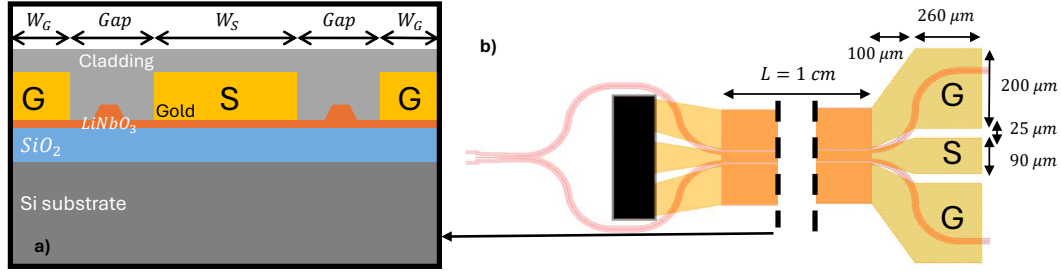 W_G Gap W_S Gap W_G
Cladding
G S G
Gold
LiNbO_3
SiO_2
Si substrate
a)
b)
260 μm
100 μm
L = 1 cm
G
200 μm
25 μm
S
90 μm
G